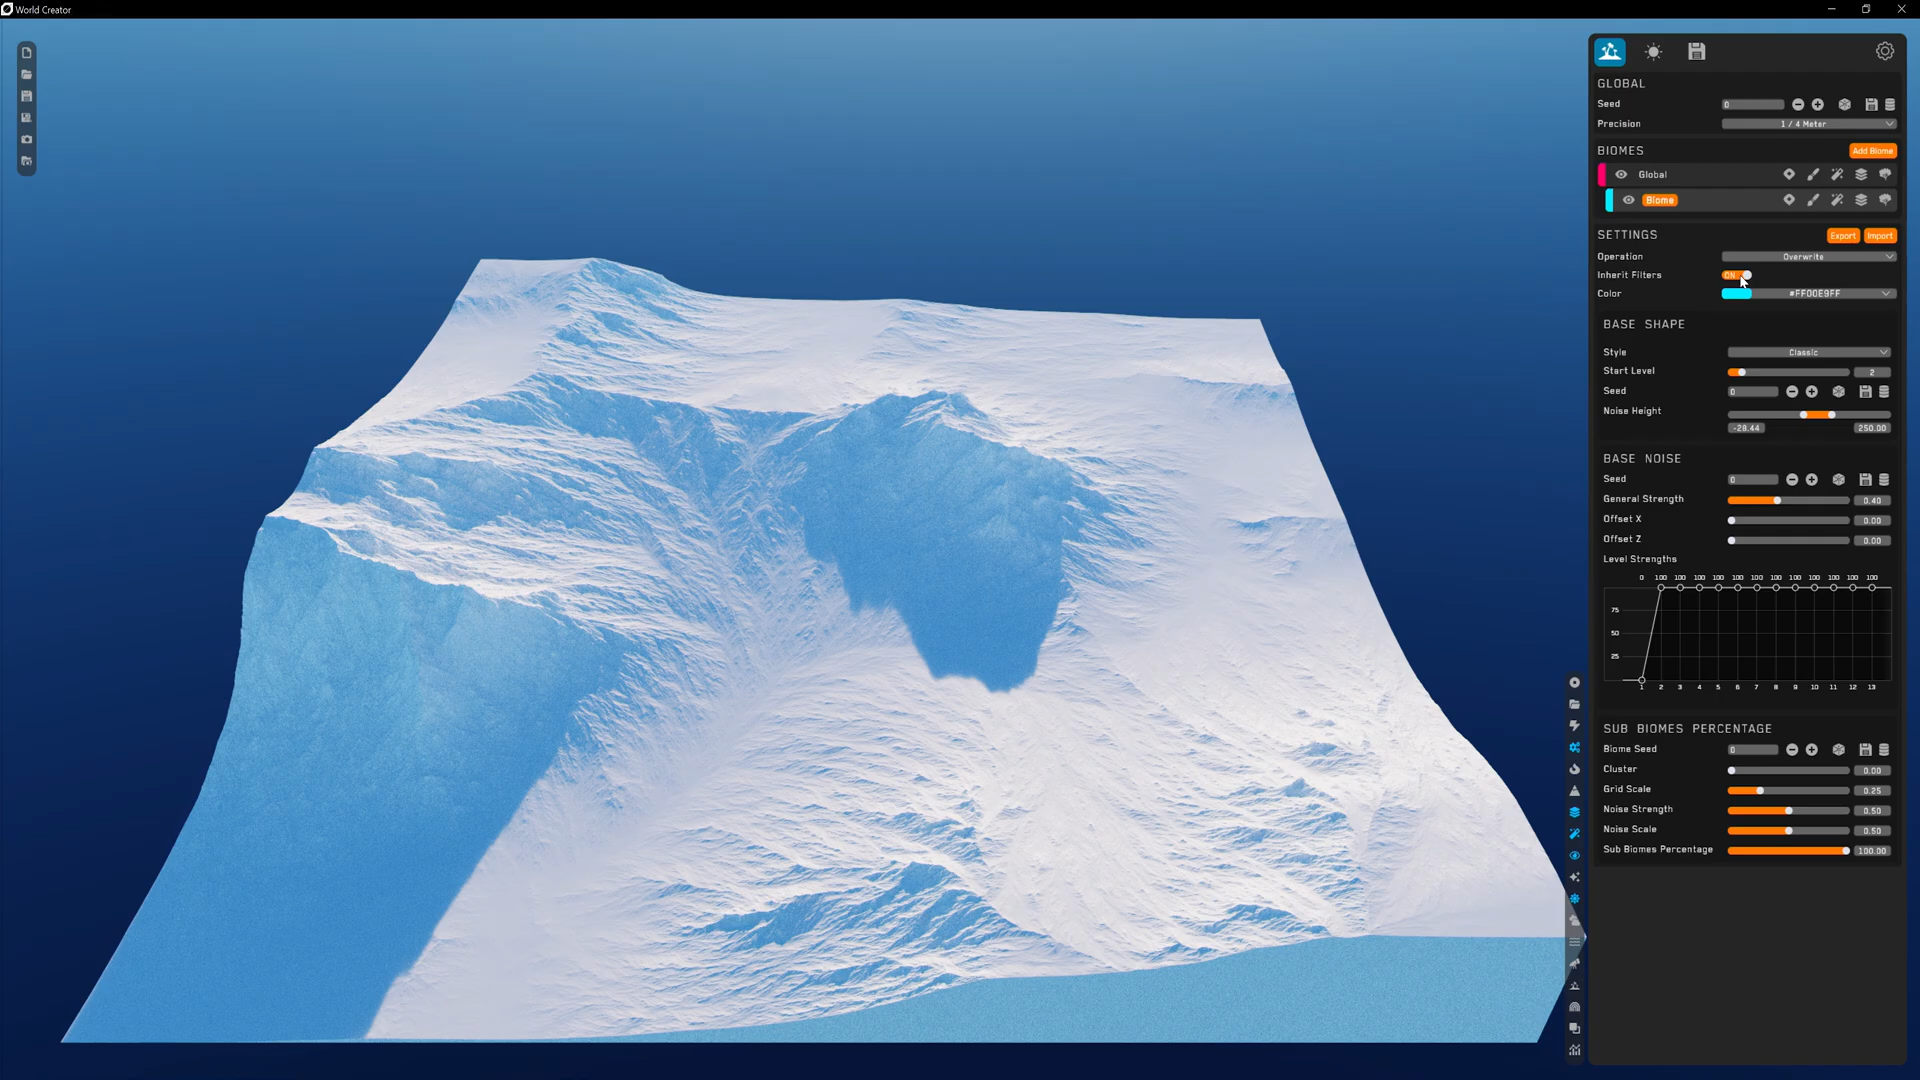 World Creator
GLOBAL
Seed 0
Precision 1 / 4 Meter
BIOMES Add Biome
Global
Biome
SETTINGS Export Import
Operation Overwrite
Inherit Filters ON
Color #FF00E9FF
BASE SHAPE
Style Classic
Start Level 2
Seed 0
Noise Height
-28.44 250.00
BASE NOISE
Seed 0
General Strength 0.40
Offset X 0.00
Offset Z 0.00
Level Strengths
0 100 100 100 100 100 100 100 100 100 100 100 100
75
50
25
1 2 3 4 5 6 7 8 9 10 11 12 13
SUB BIOMES PERCENTAGE
Biome Seed 0
Cluster 0.00
Grid Scale 0.25
Noise Strength 0.50
Noise Scale 0.50
Sub Biomes Percentage 100.00